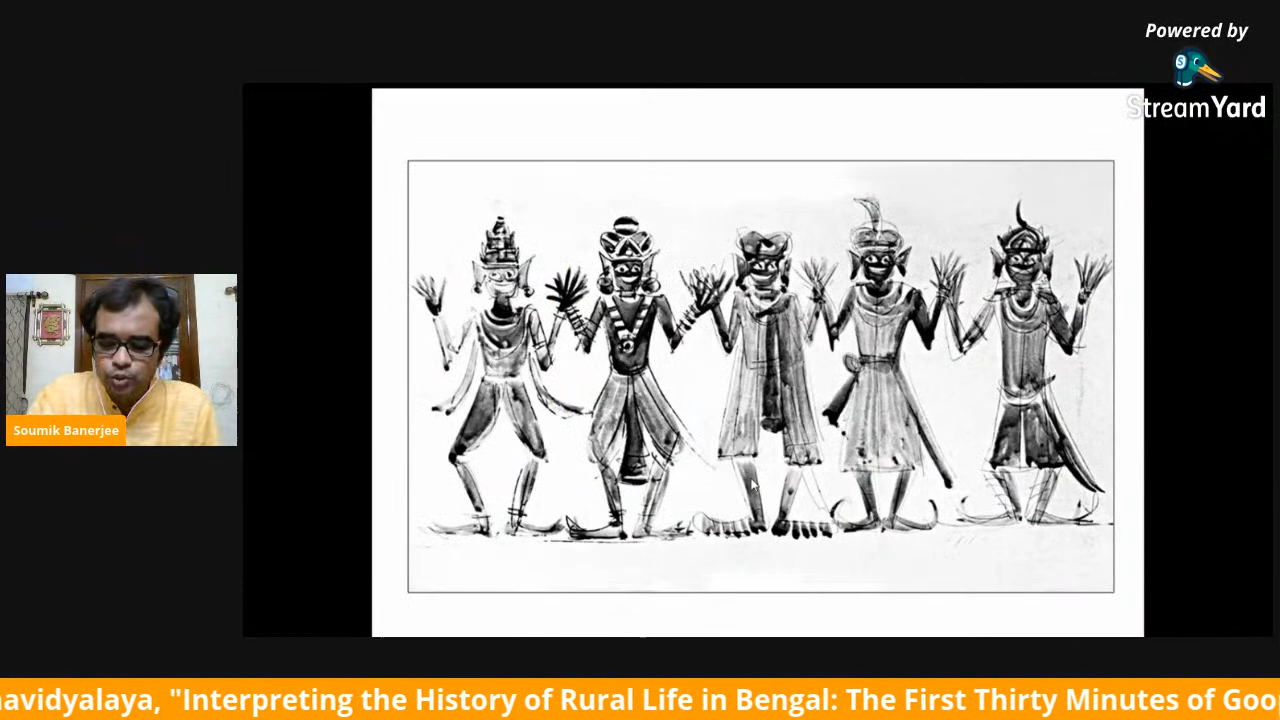 Powered by
StreamYard
Soumik Banerjee
avidyalaya, "Interpreting the History of Rural Life in Bengal: The First Thirty Minutes of Goo